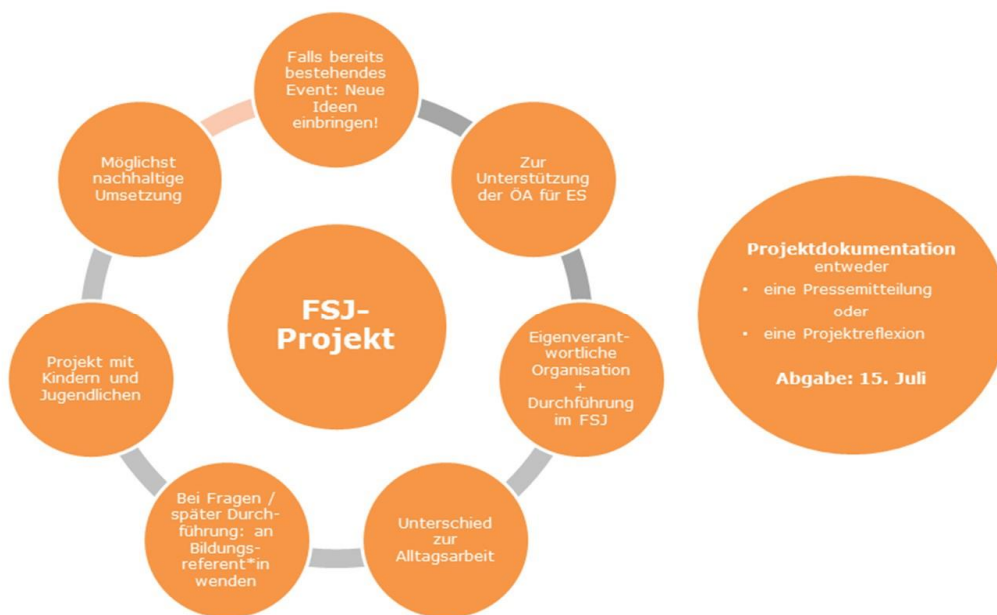 FSJ-
Projekt
Falls bereits
bestehendes
Event: Neue
Ideen
einbringen!
Zur
Unterstützung
der ÖA für ES
Eigenverant-
wortliche
Organisation
+
Durchführung
im FSJ
Unterschied
zur
Alltagsarbeit
Bei Fragen /
später Durch-
führung: an
Bildungs-
referent*in
wenden
Projekt mit
Kindern und
Jugendlichen
Möglichst
nachhaltige
Umsetzung
Projektdokumentation
entweder
• eine Pressemitteilung
oder
• eine Projektreflexion
Abgabe: 15. Juli